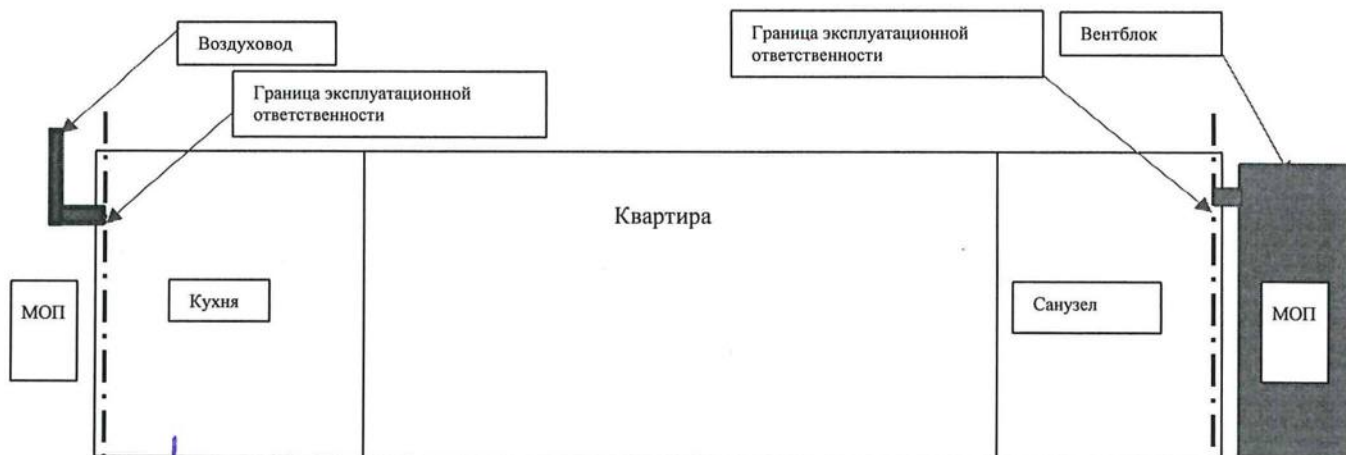 Воздуховод
Граница эксплуатационной
ответственности
Граница эксплуатационной
ответственности
Вентблок
Квартира
МОП
Кухня
Санузел
МОП